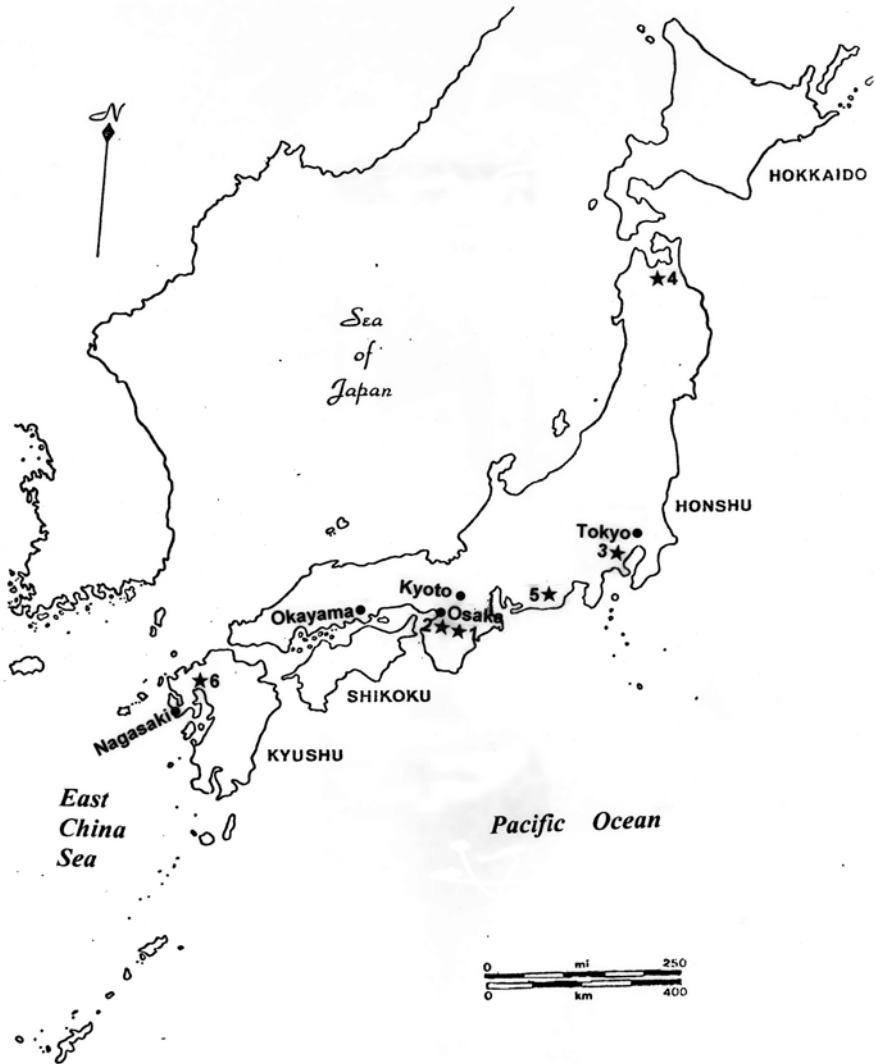 N
HOKKAIDO
4
Sea
of
Japan
HONSHU
Tokyo
3
Kyoto
5
Okayama
Osaka
2 1
6
SHIKOKU
Nagasaki
KYUSHU
East
China
Sea
Pacific Ocean
0 mi 250
0 km 400